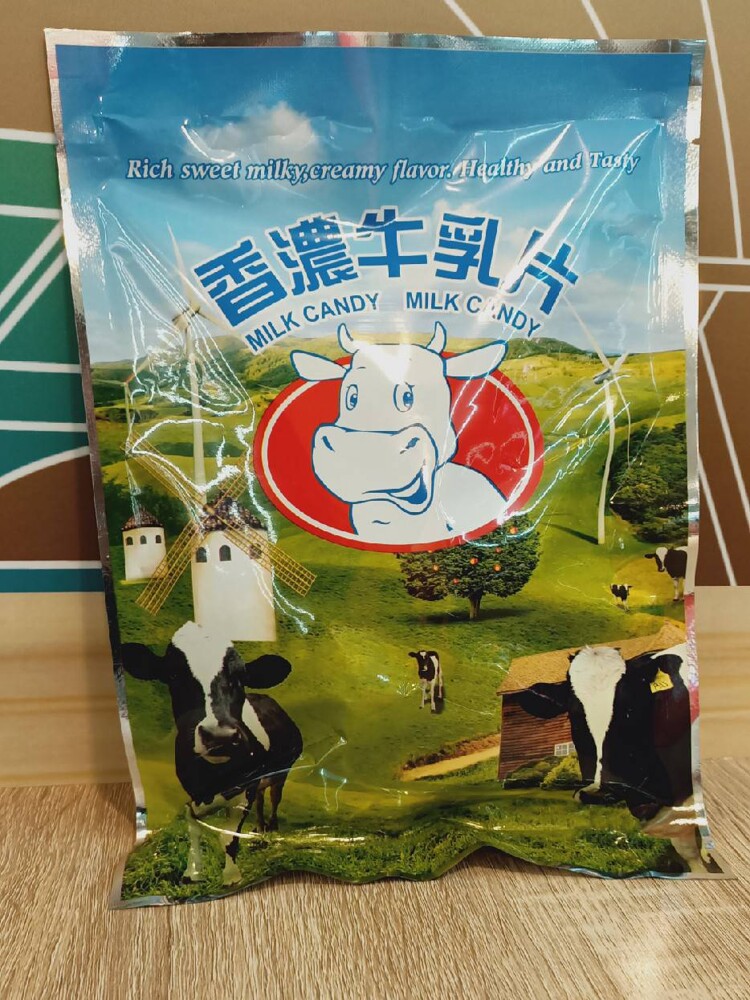 Rich sweet milky,creamy flavor. Healthy and Tasty
香濃牛乳片
MILK CANDY MILK CANDY